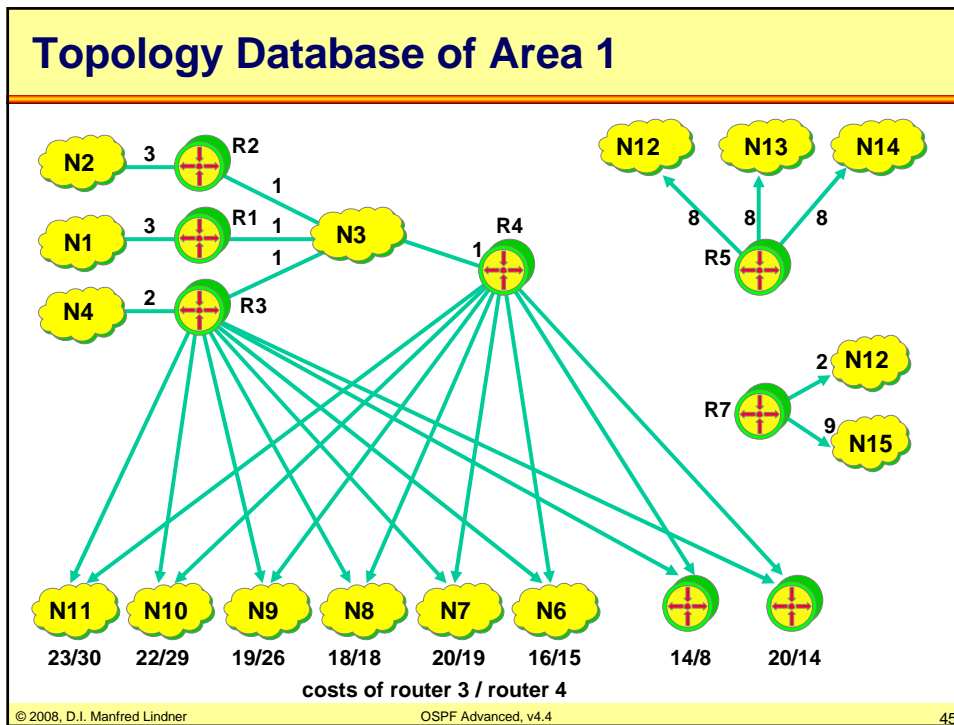 Topology Database of Area 1
N2
3
R2
1
N1
3
R1
1
N3
1
N4
2
R3
R4
1
N12
N13
N14
8
8
8
R5
N12
2
R7
9
N15
N11
N10
N9
N8
N7
N6
23/30
22/29
19/26
18/18
20/19
16/15
14/8
20/14
costs of router 3 / router 4
© 2008, D.I. Manfred Lindner
OSPF Advanced, v4.4
45